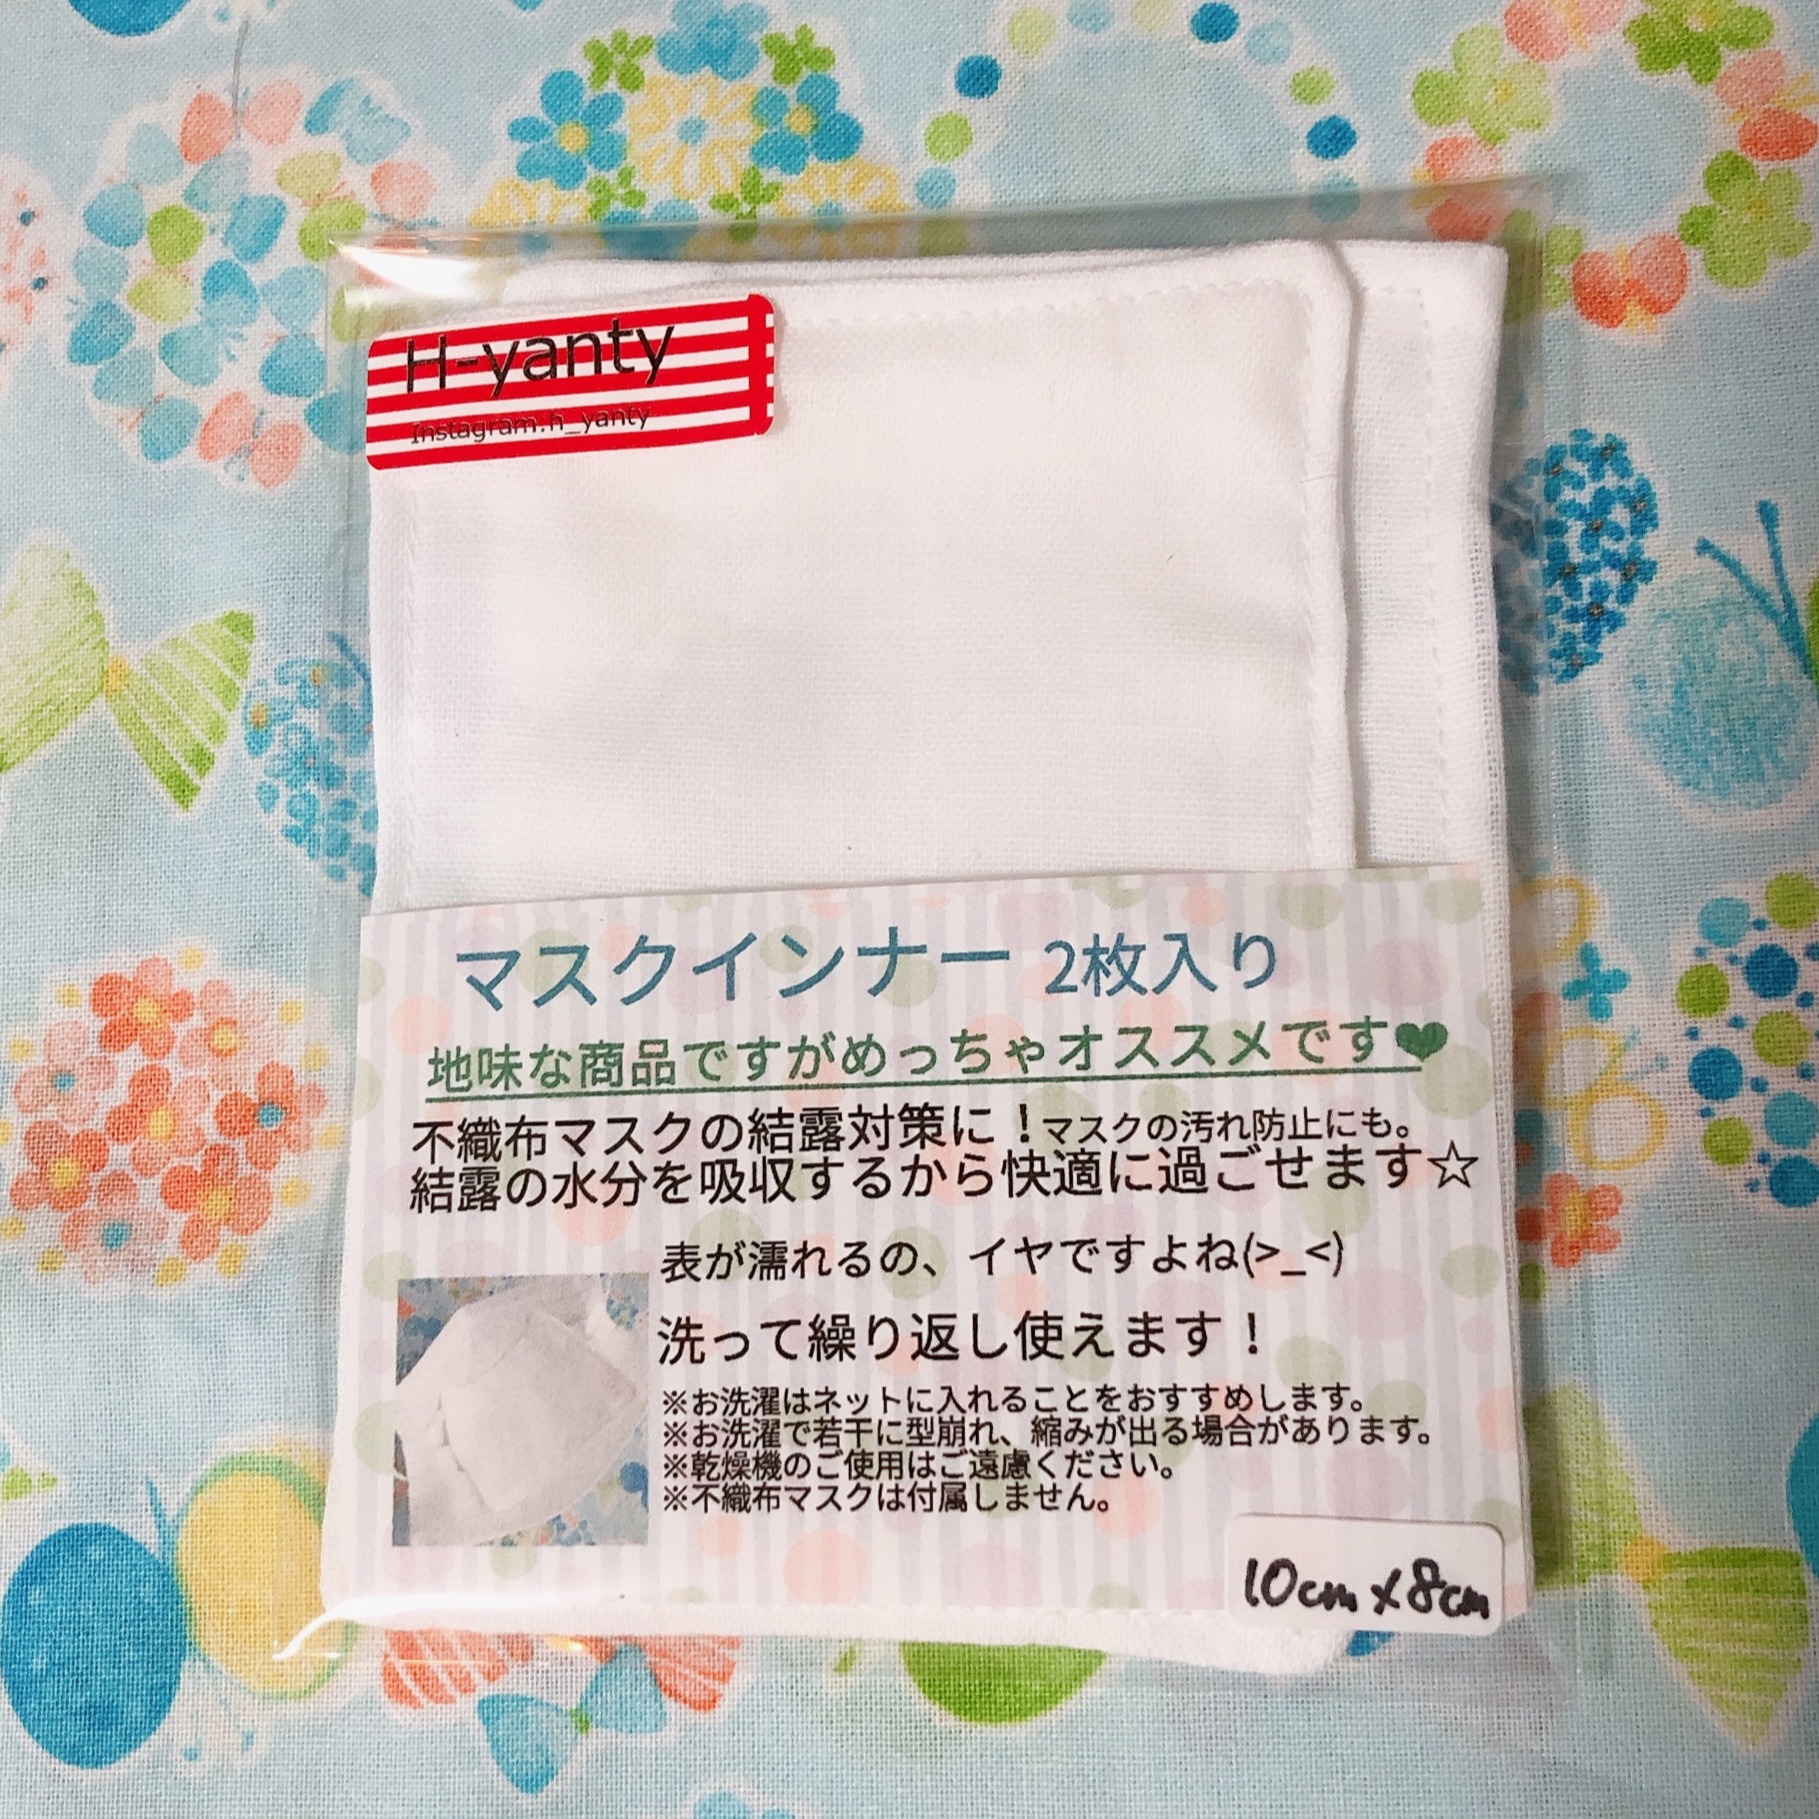 H-yanty
Instagram:h_yanty
マスクインナー 2枚入り
地味な商品ですがめっちゃオススメです♥
不織布マスクの結露対策に！マスクの汚れ防止にも。
結露の水分を吸収するから快適に過ごせます☆
表が濡れるの、イヤですよね(>_<)
洗って繰り返し使えます！
※お洗濯はネットに入れることをおすすめします。
※お洗濯で若干に型崩れ、縮みが出る場合があります。
※乾燥機のご使用はご遠慮ください。
※不織布マスクは付属しません。
10cm×8cm